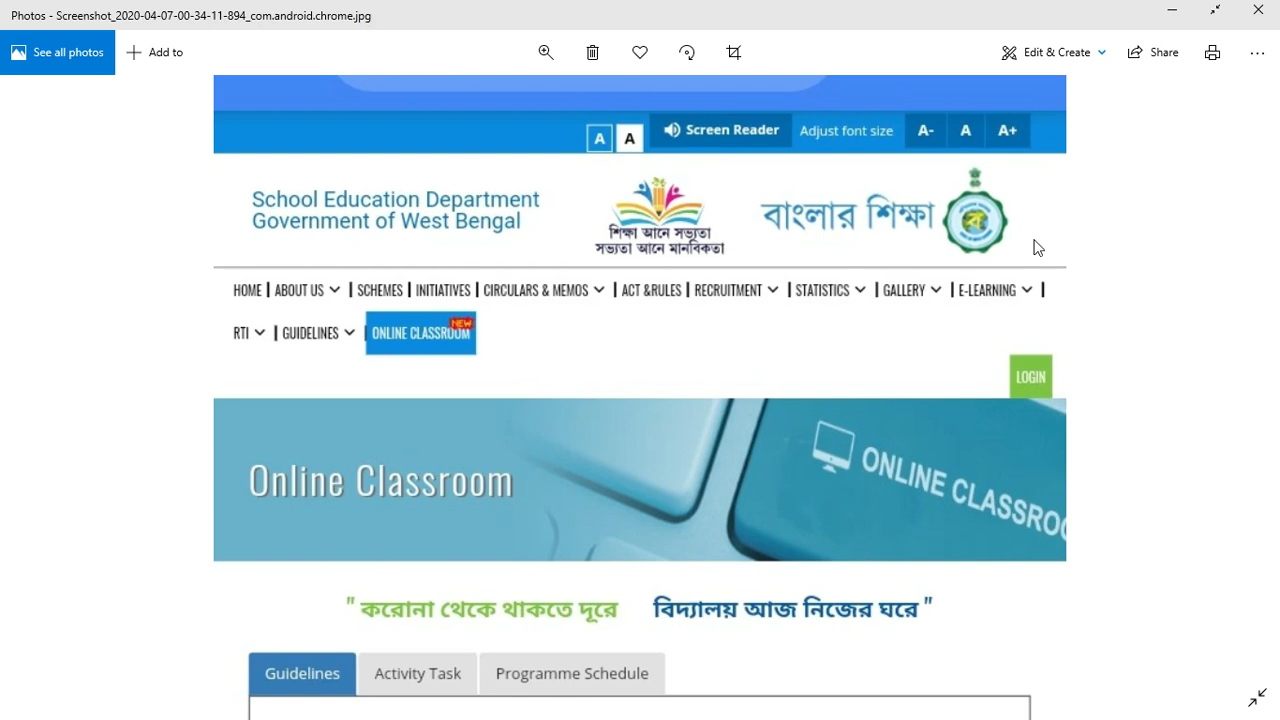 Photos - Screenshot_2020-04-07-00-34-11-894_com.android.chrome.jpg
See all photos Add to Edit & Create Share
A A Screen Reader Adjust font size A- A A+
School Education Department
Government of West Bengal
শিক্ষা আনে সভ্যতা
সভ্যতা আনে মানবিকতা
বাংলার শিক্ষা
HOME | ABOUT US | SCHEMES | INITIATIVES | CIRCULARS & MEMOS | ACT &RULES | RECRUITMENT | STATISTICS | GALLERY | E-LEARNING |
RTI | GUIDELINES | ONLINE CLASSROOM NEW
LOGIN
Online Classroom
ONLINE CLASSROO
" করোনা থেকে থাকতে দূরে বিদ্যালয় আজ নিজের ঘরে "
Guidelines Activity Task Programme Schedule